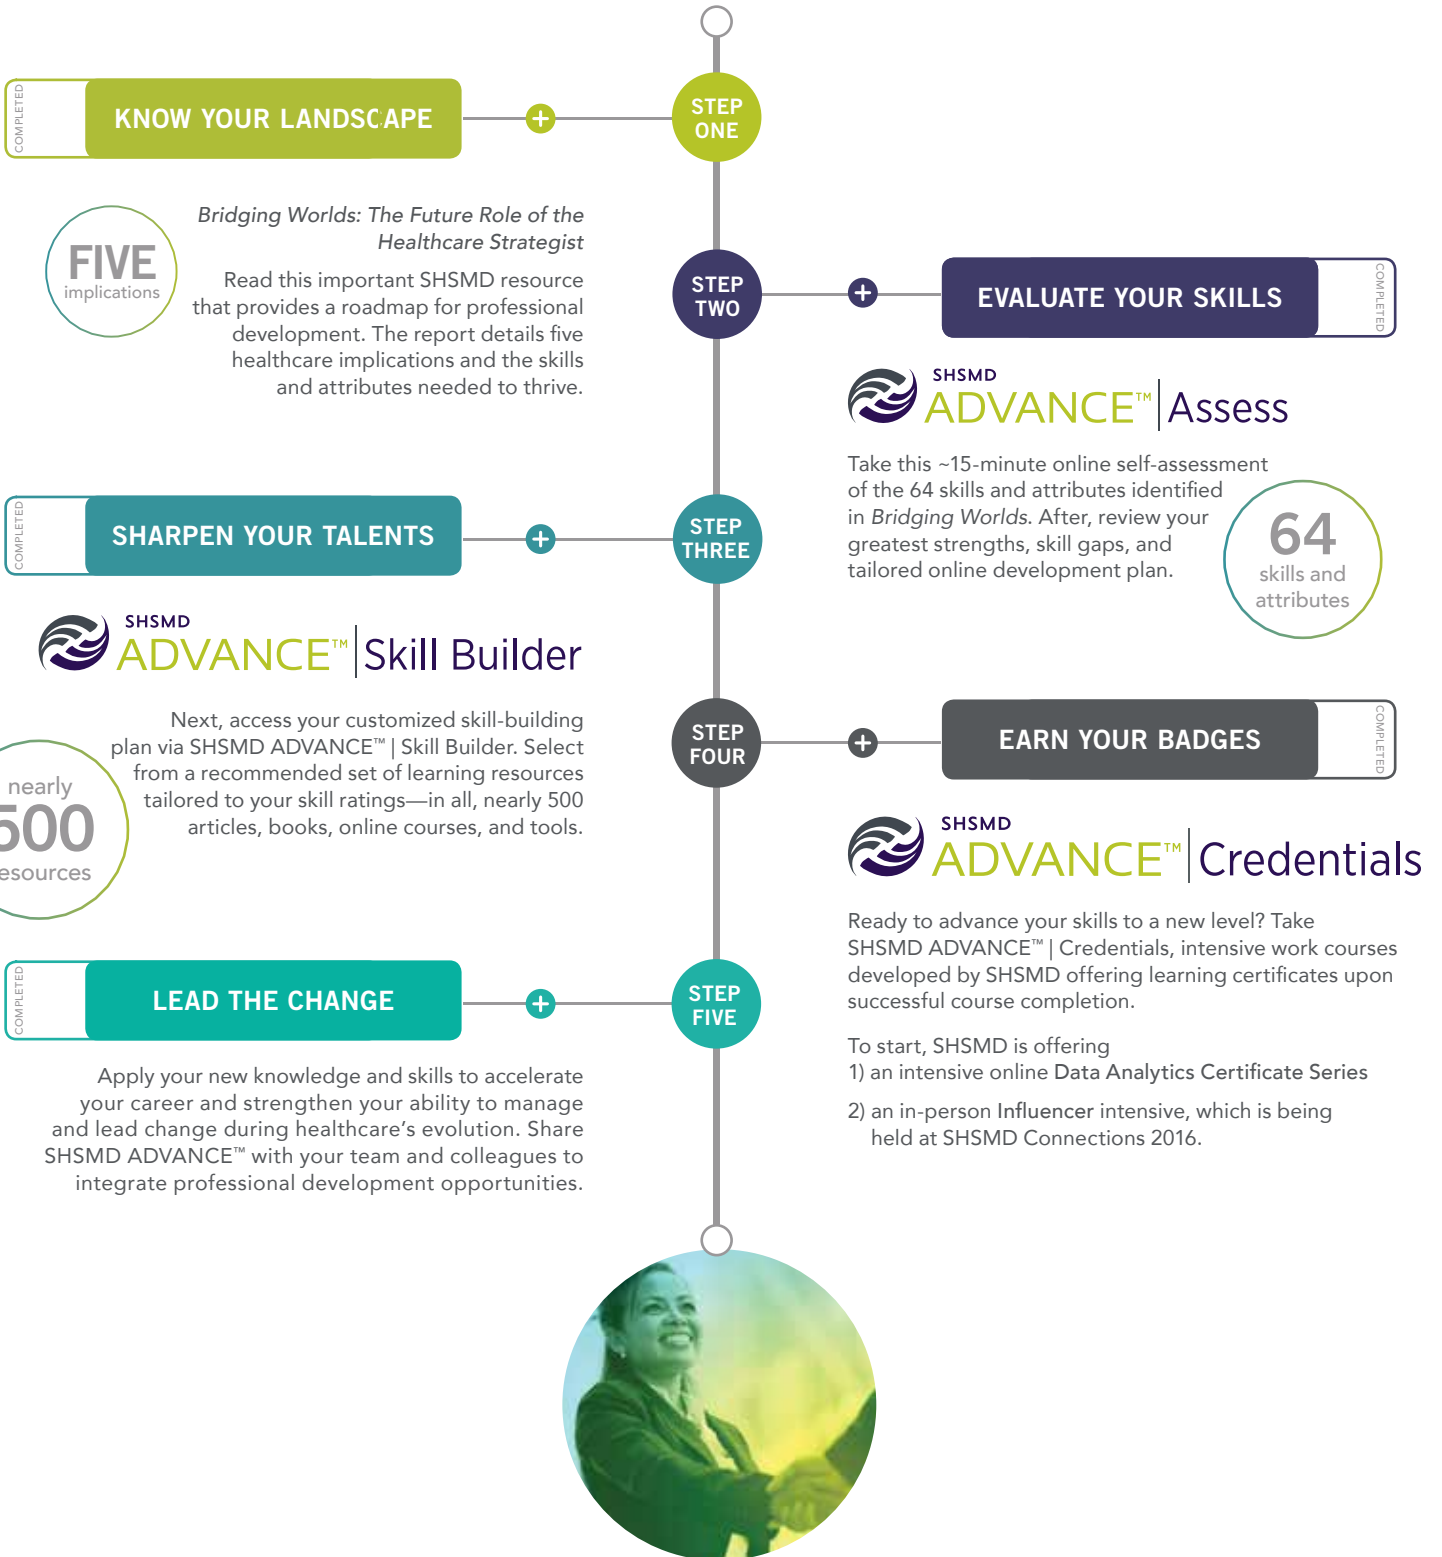 COMPLETED
KNOW YOUR LANDSCAPE
STEP
ONE
FIVE
implications
Bridging Worlds: The Future Role of the
Healthcare Strategist
Read this important SHSMD resource
that provides a roadmap for professional
development. The report details five
healthcare implications and the skills
and attributes needed to thrive.
STEP
TWO
EVALUATE YOUR SKILLS
COMPLETED
SHSMD
ADVANCE™ | Assess
Take this ~15-minute online self-assessment
of the 64 skills and attributes identified
in Bridging Worlds. After, review your
greatest strengths, skill gaps, and
tailored online development plan.
64
skills and
attributes
COMPLETED
SHARPEN YOUR TALENTS
STEP
THREE
SHSMD
ADVANCE™ | Skill Builder
Next, access your customized skill-building
plan via SHSMD ADVANCE™ | Skill Builder. Select
from a recommended set of learning resources
tailored to your skill ratings—in all, nearly 500
articles, books, online courses, and tools.
nearly
500
esources
STEP
FOUR
EARN YOUR BADGES
COMPLETED
SHSMD
ADVANCE™ | Credentials
Ready to advance your skills to a new level? Take
SHSMD ADVANCE™ | Credentials, intensive work courses
developed by SHSMD offering learning certificates upon
successful course completion.
To start, SHSMD is offering
1) an intensive online Data Analytics Certificate Series
2) an in-person Influencer intensive, which is being
held at SHSMD Connections 2016.
COMPLETED
LEAD THE CHANGE
STEP
FIVE
Apply your new knowledge and skills to accelerate
your career and strengthen your ability to manage
and lead change during healthcare's evolution. Share
SHSMD ADVANCE™ with your team and colleagues to
integrate professional development opportunities.